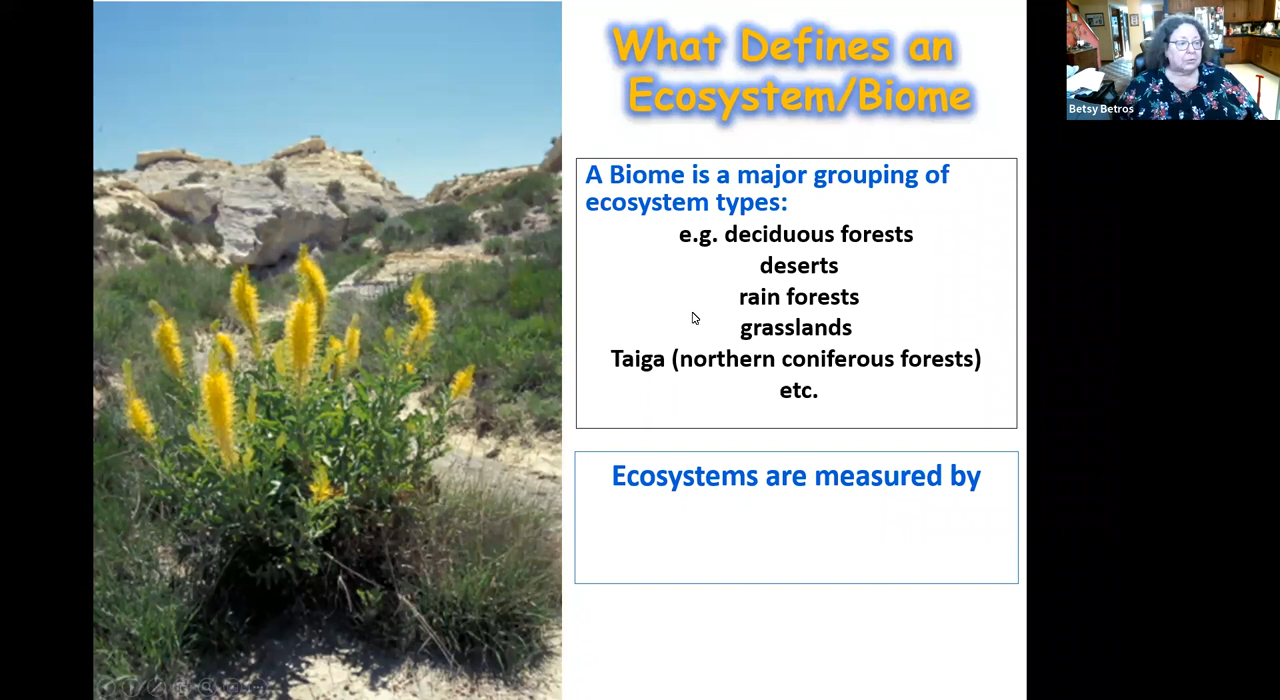 What Defines an
Ecosystem/Biome
A Biome is a major grouping of
ecosystem types:
e.g. deciduous forests
deserts
rain forests
grasslands
Taiga (northern coniferous forests)
etc.
Ecosystems are measured by
Betsy Betros